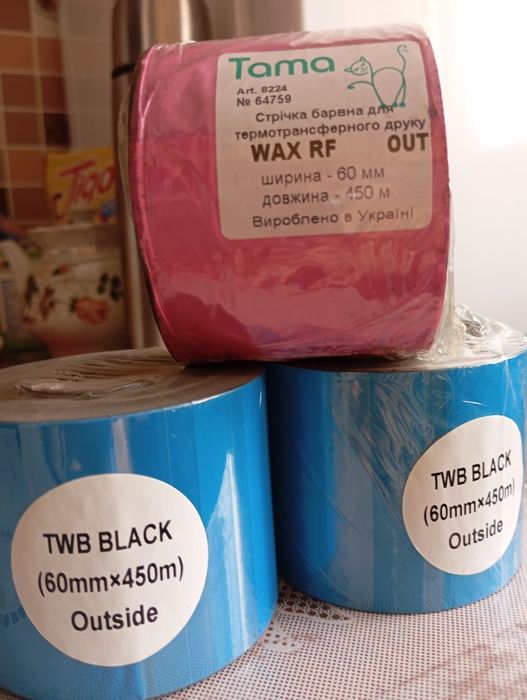 Tama
Art. 8224
№ 64759
Стрічка барвна для
термотрансферного друку
WAX RF OUT
ширина - 60 мм
довжина - 450 м
Вироблено в Україні
TWB BLACK
(60mm×450m)
Outside
TWB BLACK
(60mm×450m)
Outside